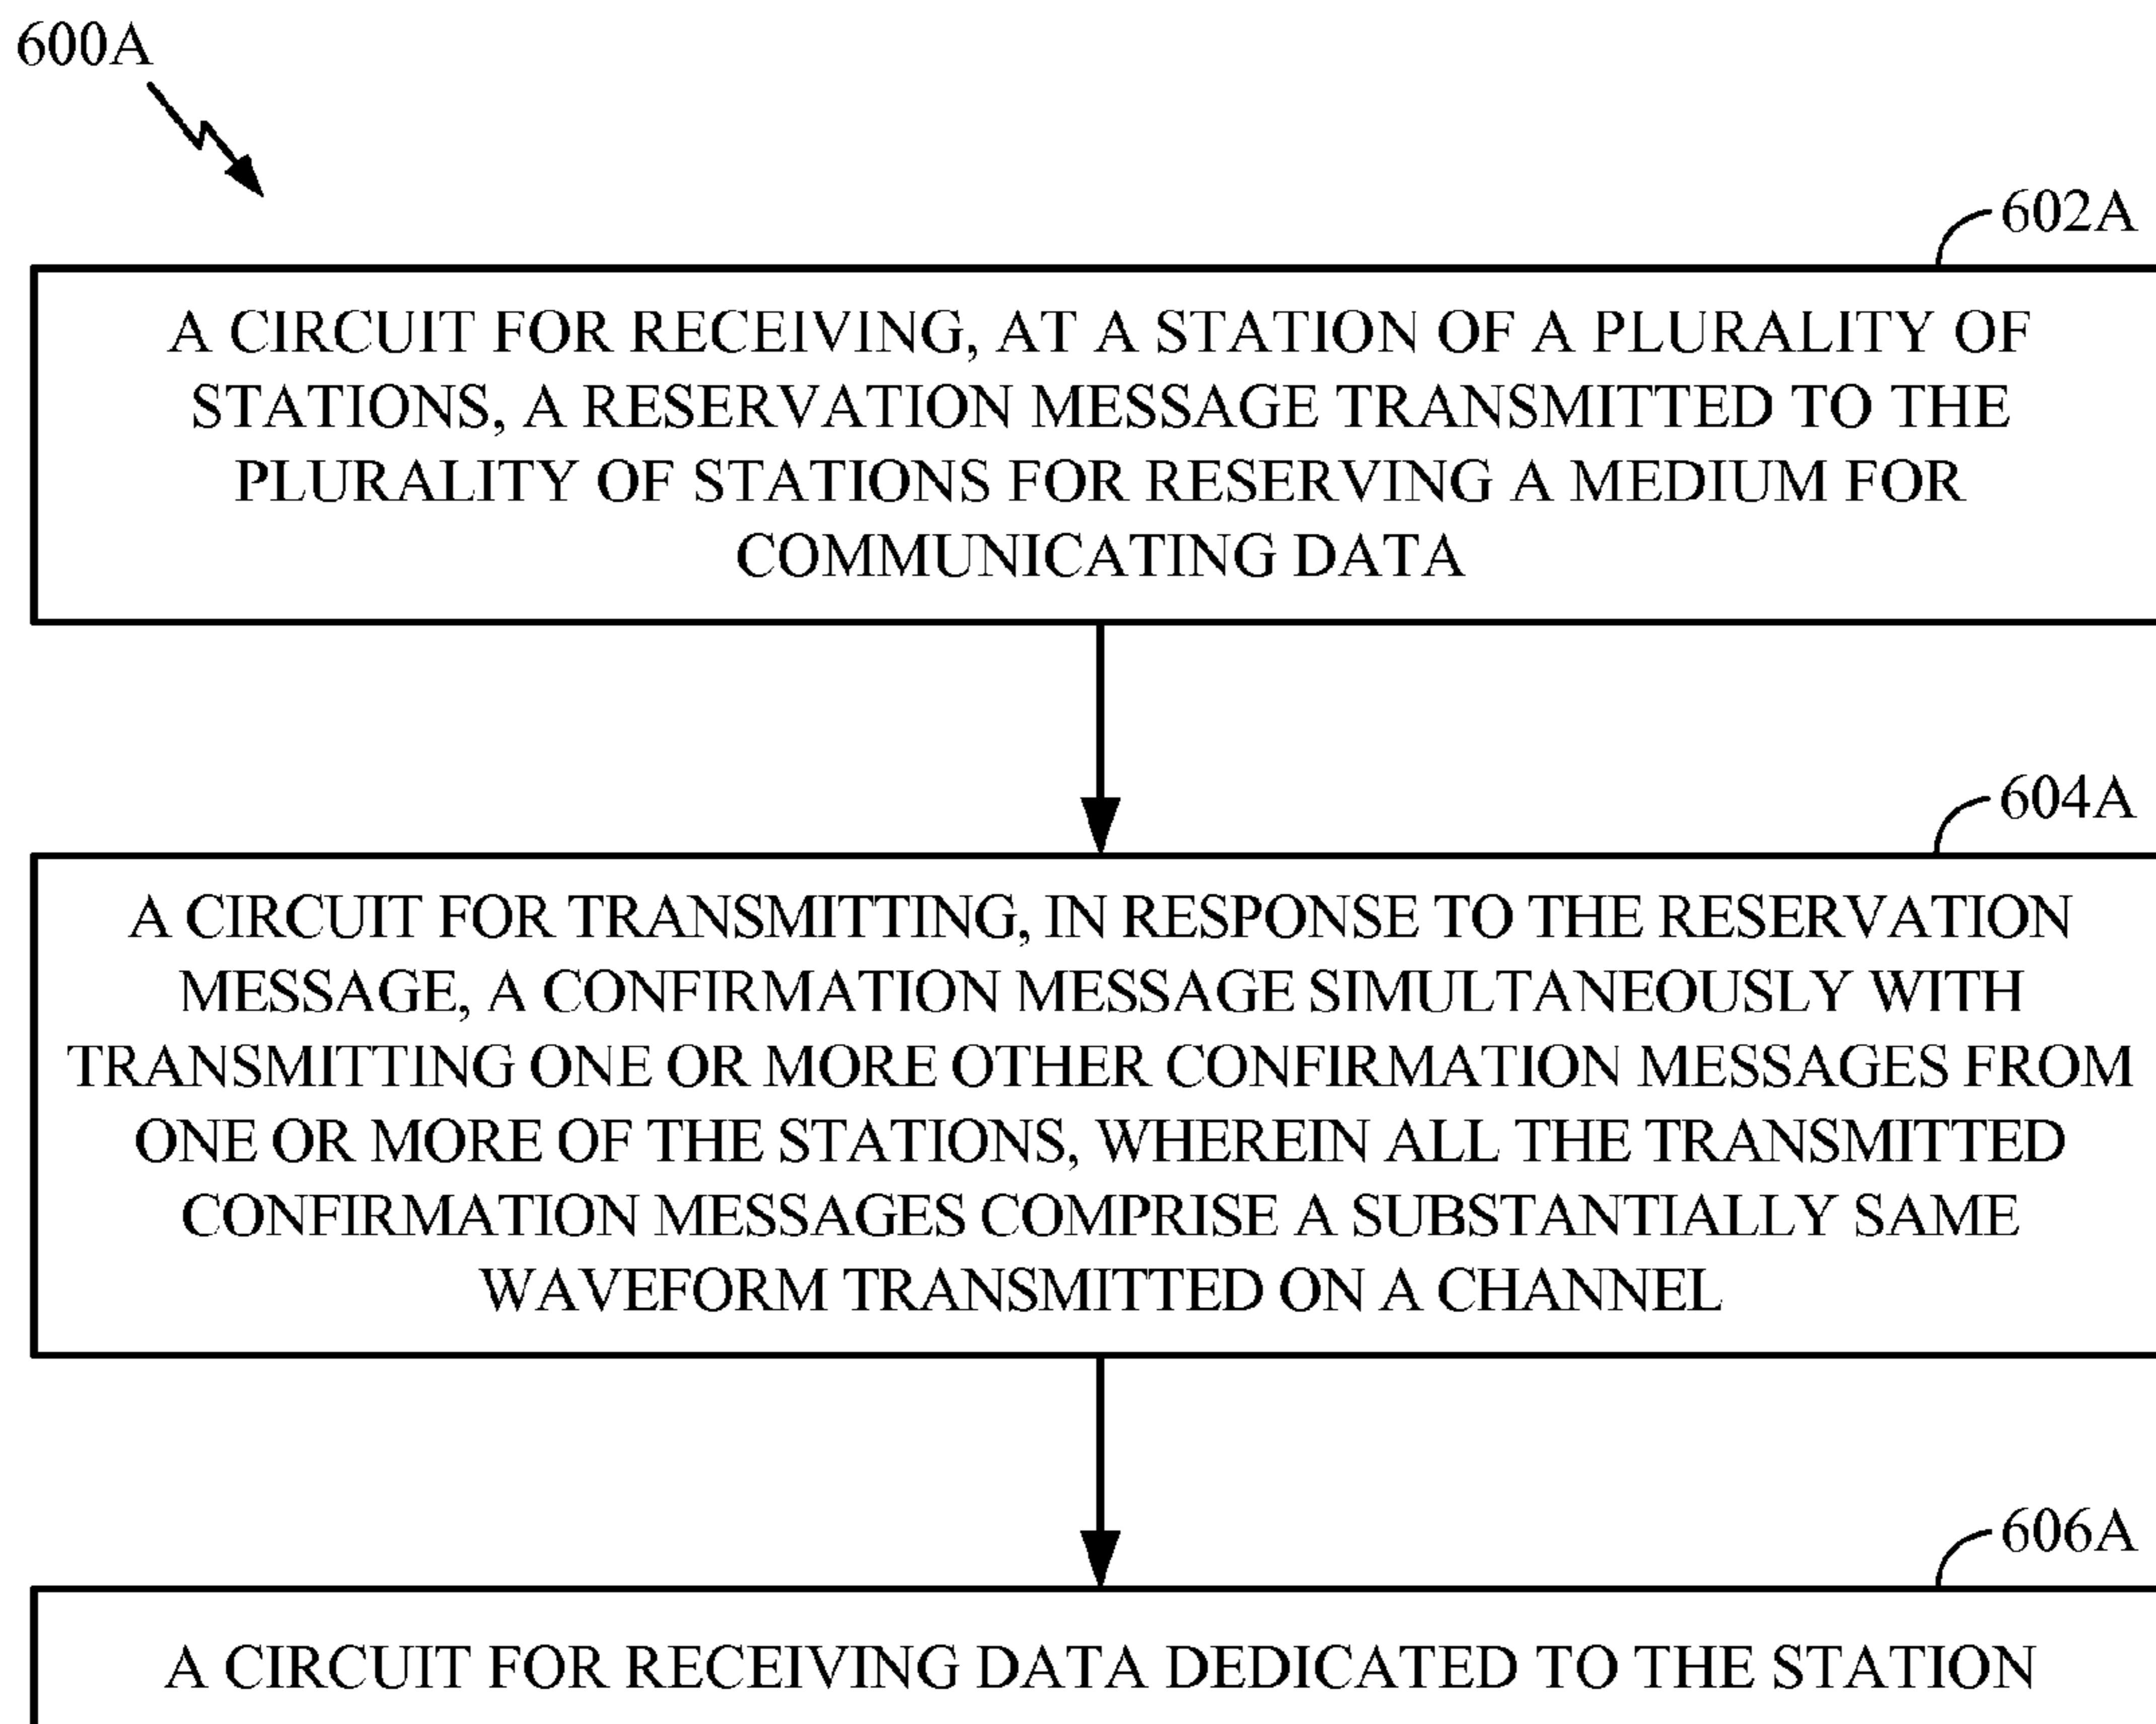 600A
602A
A CIRCUIT FOR RECEIVING, AT A STATION OF A PLURALITY OF
STATIONS, A RESERVATION MESSAGE TRANSMITTED TO THE
PLURALITY OF STATIONS FOR RESERVING A MEDIUM FOR
COMMUNICATING DATA
604A
A CIRCUIT FOR TRANSMITTING, IN RESPONSE TO THE RESERVATION
MESSAGE, A CONFIRMATION MESSAGE SIMULTANEOUSLY WITH
TRANSMITTING ONE OR MORE OTHER CONFIRMATION MESSAGES FROM
ONE OR MORE OF THE STATIONS, WHEREIN ALL THE TRANSMITTED
CONFIRMATION MESSAGES COMPRISE A SUBSTANTIALLY SAME
WAVEFORM TRANSMITTED ON A CHANNEL
606A
A CIRCUIT FOR RECEIVING DATA DEDICATED TO THE STATION